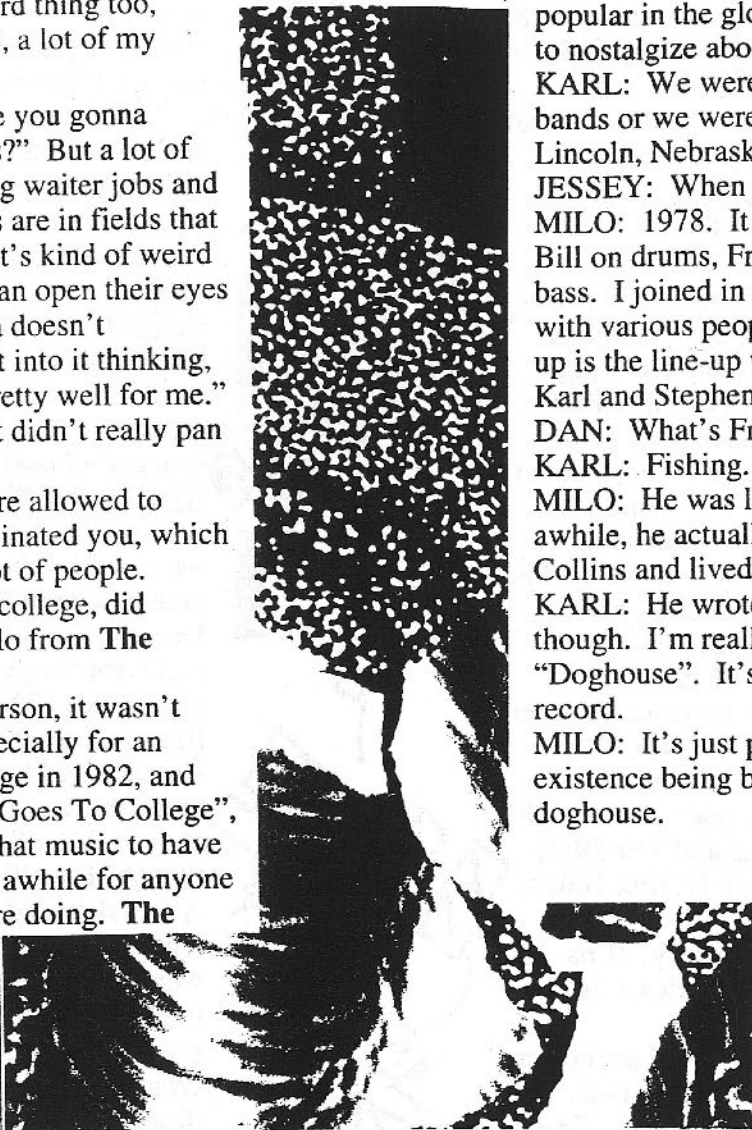 rd thing too,
, a lot of my
e you gonna
s?” But a lot of
g waiter jobs and
s are in fields that
t's kind of weird
an open their eyes
doesn't
t into it thinking,
retty well for me.”
t didn't really pan
re allowed to
inated you, which
ot of people.
college, did
lo from The
rson, it wasn't
ecially for an
ge in 1982, and
Goes To College”,
hat music to have
awhile for anyone
re doing. The
popular in the glo
to nostalgize abo
KARL: We were
bands or we were
Lincoln, Nebrask
JESSEY: When
MILO: 1978. It
Bill on drums, Fr
bass. I joined in
with various peop
up is the line-up
Karl and Stephen
DAN: What's Fr
KARL: Fishing.
MILO: He was l
awhile, he actuall
Collins and lived
KARL: He wrote
though. I'm reall
“Doghouse”. It's
record.
MILO: It's just p
existence being b
doghouse.